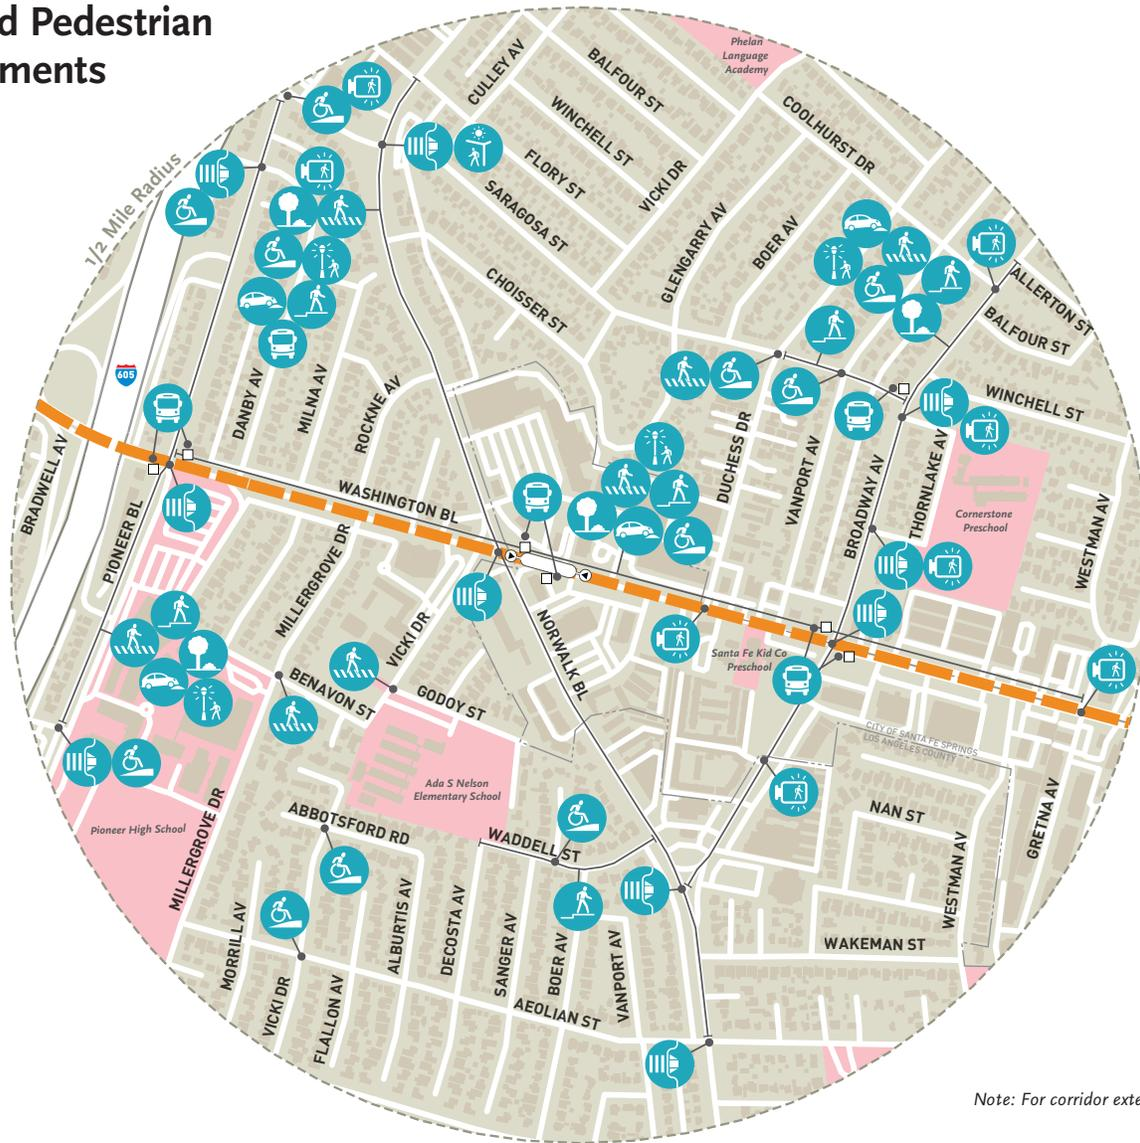 d Pedestrian
ments
1/2 Mile Radius
Phelan
Language
Academy
CULLEY AV
BALFOUR ST
WINCHELL ST
FLORY ST
SARAGOSA ST
VICKI DR
COOLHURST DR
GLENGARRY AV
BOER AV
CHOISSER ST
ALLERTON ST
BALFOUR ST
WINCHELL ST
605
DANBY AV
MILNA AV
ROCKNE AV
DUCHESS DR
VANPORT AV
BROADWAY AV
THORNLAKE AV
Cornerstone
Preschool
WESTMAN AV
BRADWELL AV
PIONEER BL
WASHINGTON BL
MILLERGROVE DR
VICKI DR
NORWALK BL
Santa Fe Kid Co
Preschool
BENAVON ST
GODOY ST
CITY OF SANTA FE SPRINGS
LOS ANGELES COUNTY
Ada S Nelson
Elementary School
Pioneer High School
MILLERGROVE DR
ABBOTSFORD RD
WADDELL ST
NAN ST
WESTMAN AV
GRETNA AV
MORRILL AV
VICKI DR
FLALLON AV
ALBURTIS AV
DECOSTA AV
SANGER AV
BOER AV
VANPORT AV
WAKEMAN ST
AEOLIAN ST
Note: For corridor exte